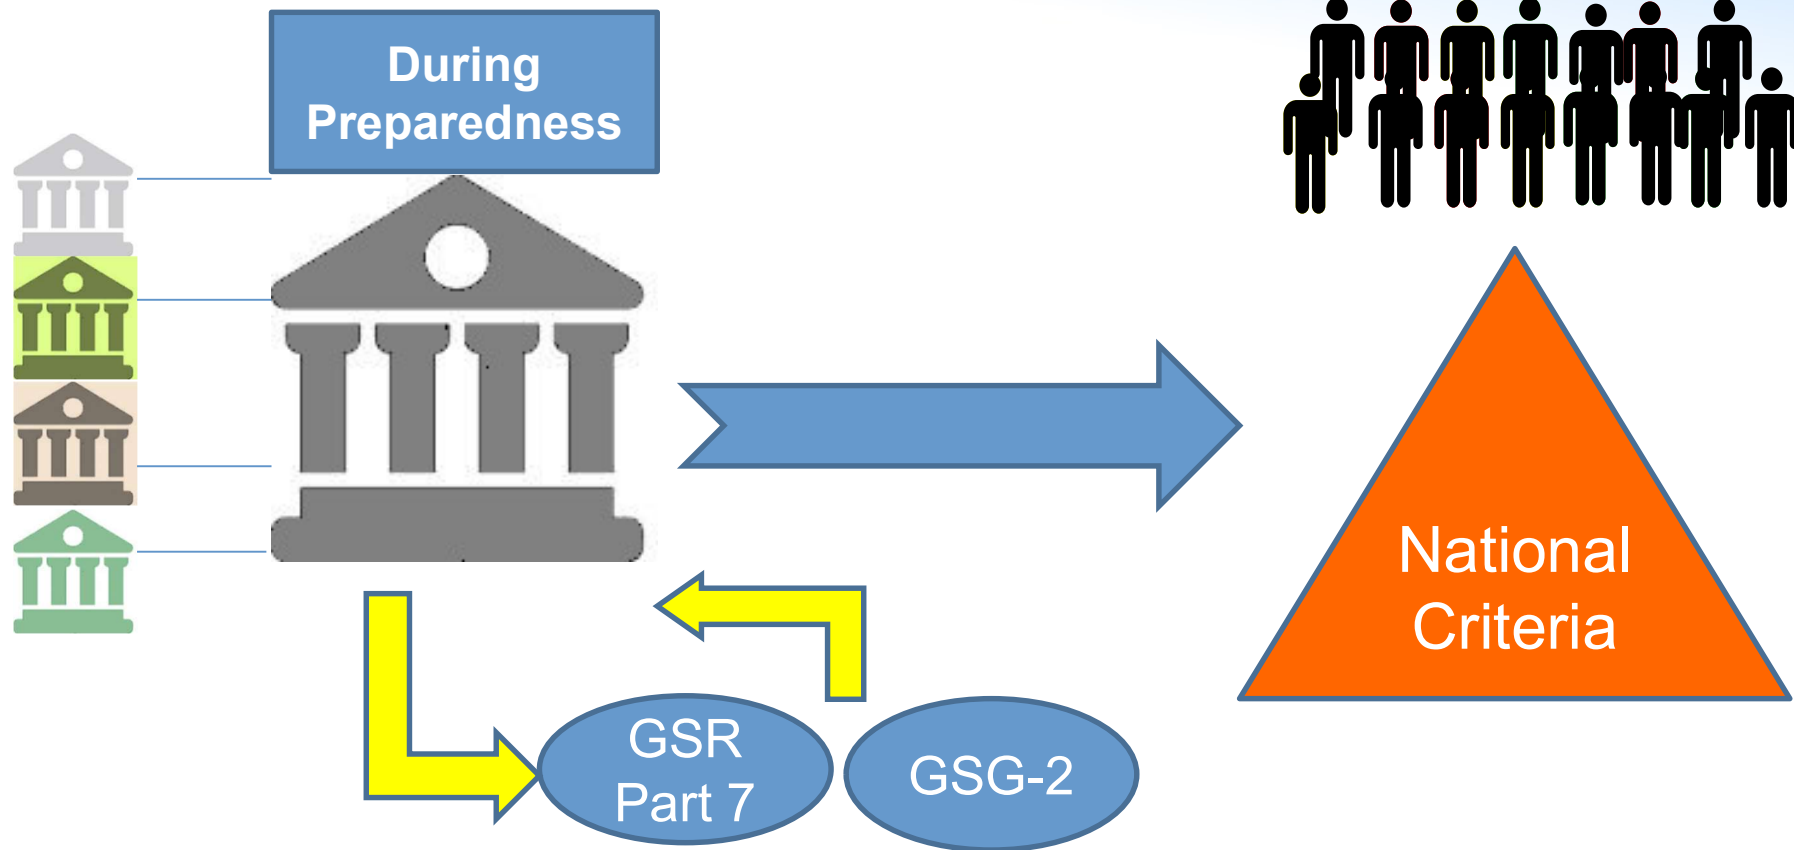 During
Preparedness
National
Criteria
GSR
Part 7
GSG-2